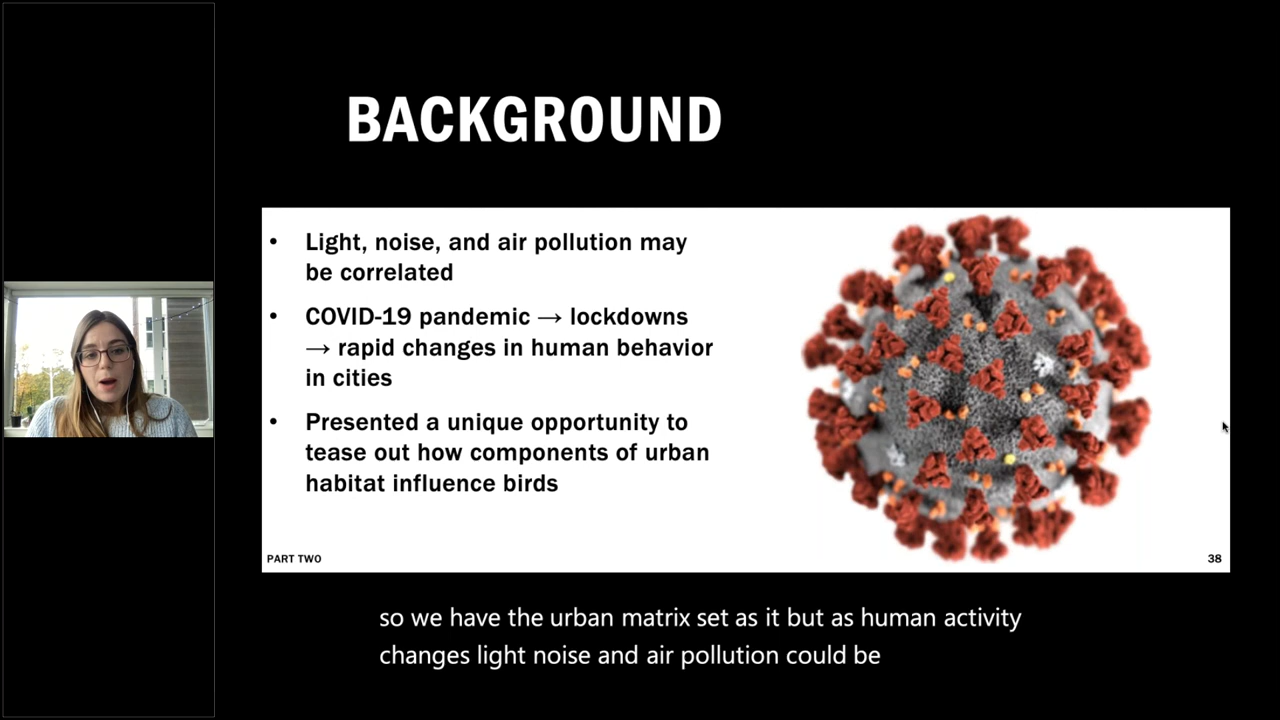 BACKGROUND
• Light, noise, and air pollution may
be correlated
• COVID-19 pandemic → lockdowns
→ rapid changes in human behavior
in cities
• Presented a unique opportunity to
tease out how components of urban
habitat influence birds
PART TWO
38
so we have the urban matrix set as it but as human activity
changes light noise and air pollution could be